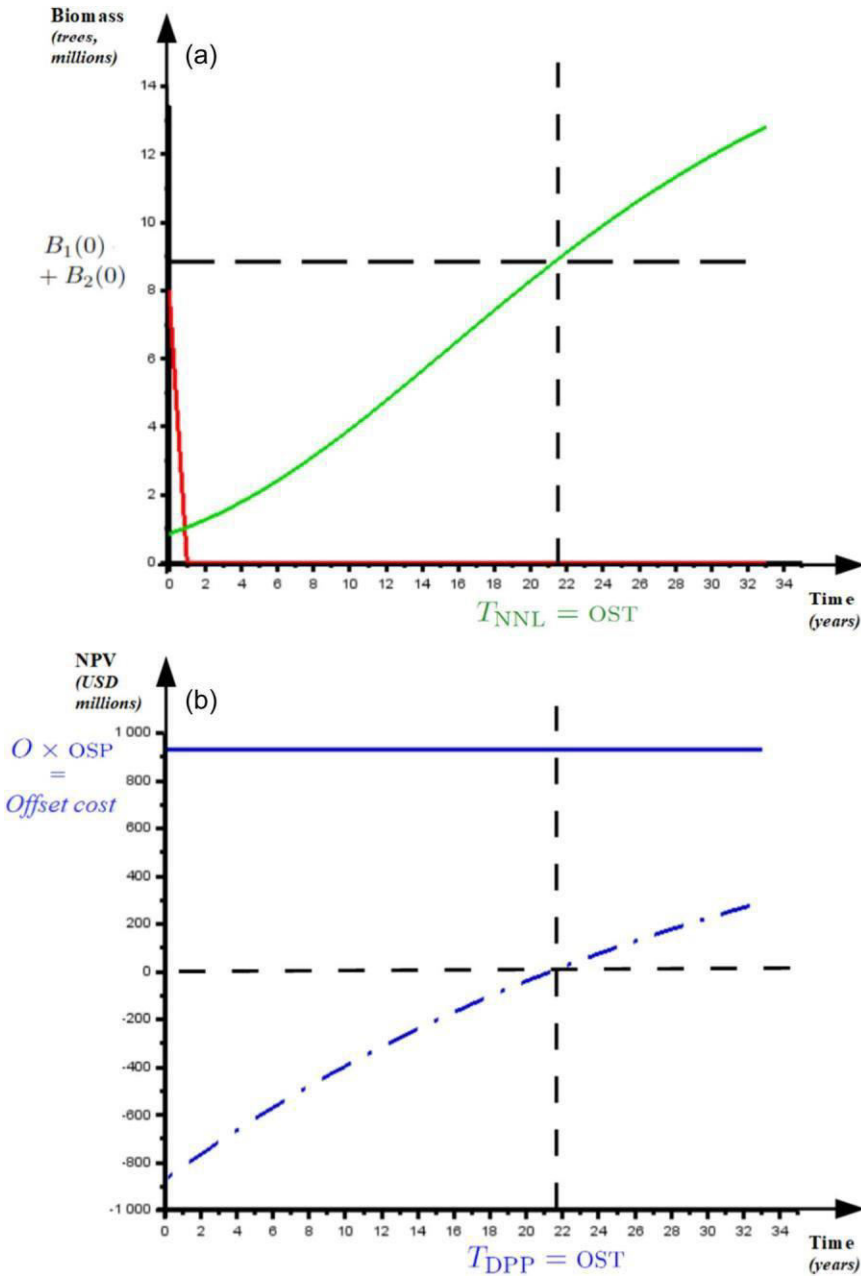 Biomass
(trees,
millions)
(a)
14
12
10
B₁(0)
+ B₂(0)
8
6
4
2
0
0 2 4 6 8 10 12 14 16 18 20 22 24 26 28 30 32 34
T_NNL = OST
Time
(years)
NPV
(USD
millions)
(b)
1 000
O × OSP
=
Offset cost
800
600
400
200
0
-200
-400
-600
-800
-1 000
0 2 4 6 8 10 12 14 16 18 20 22 24 26 28 30 32 34
T_DPP = OST
Time
(years)